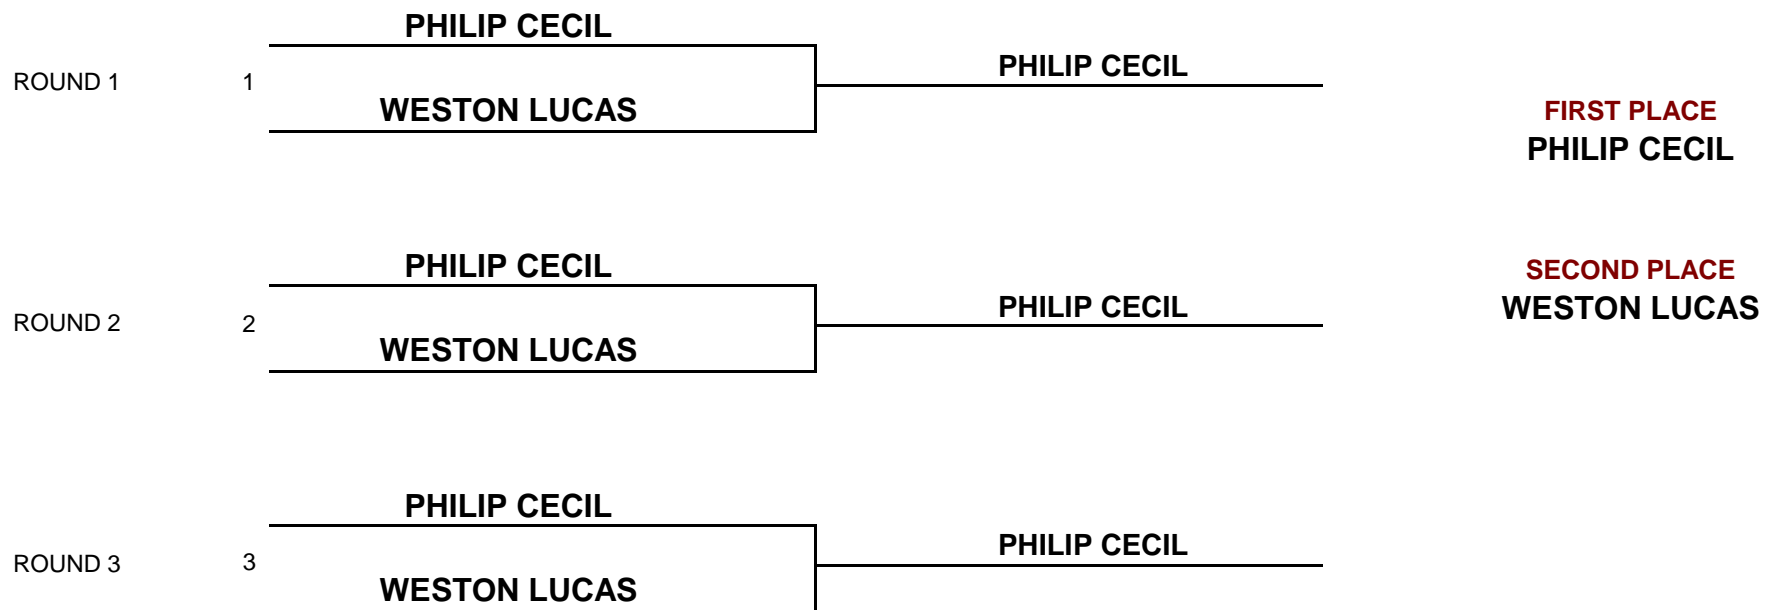 PHILIP CECIL
ROUND 1 1 PHILIP CECIL
WESTON LUCAS
FIRST PLACE
PHILIP CECIL
PHILIP CECIL
ROUND 2 2 PHILIP CECIL
WESTON LUCAS
SECOND PLACE
WESTON LUCAS
PHILIP CECIL
ROUND 3 3 PHILIP CECIL
WESTON LUCAS